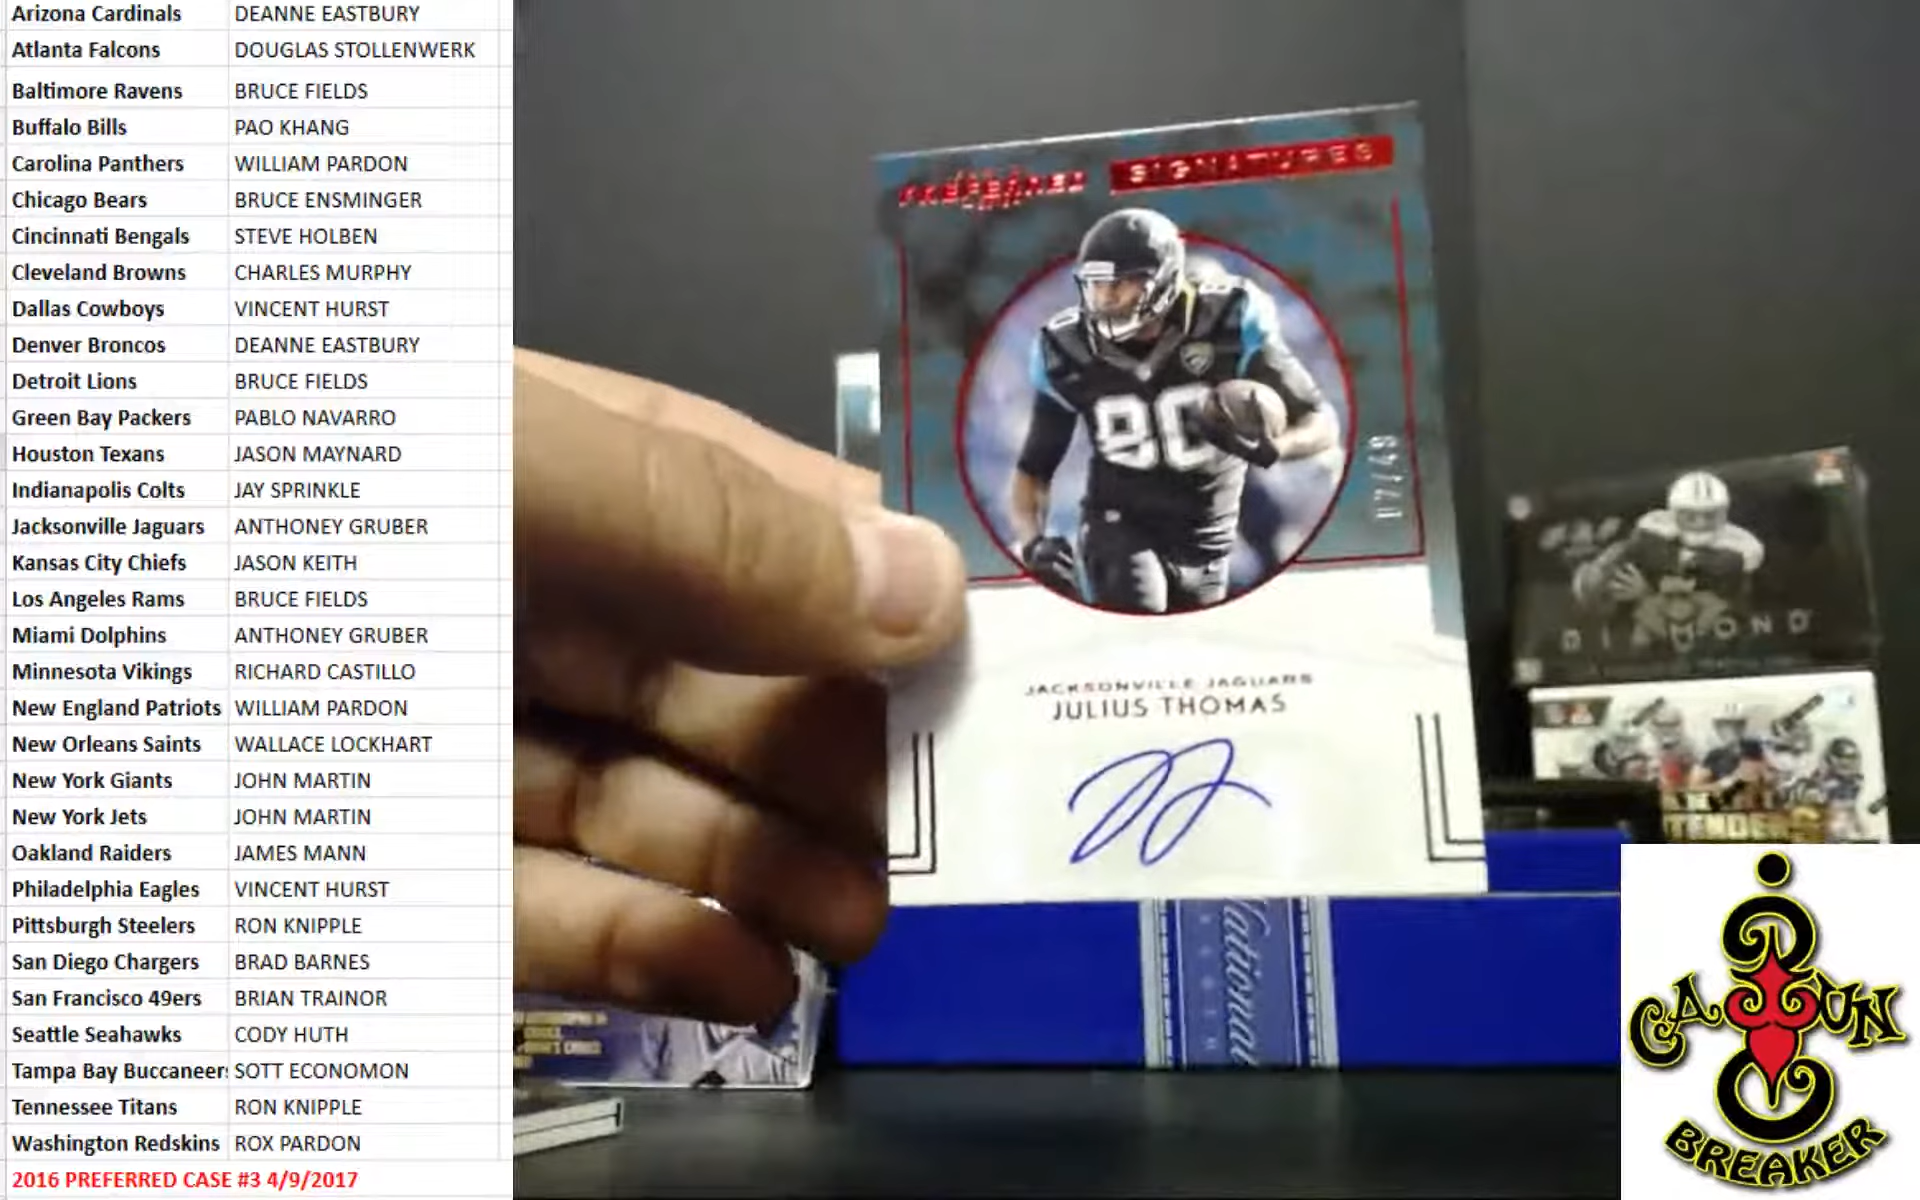 Arizona Cardinals DEANNE EASTBURY
Atlanta Falcons DOUGLAS STOLLENWERK
Baltimore Ravens BRUCE FIELDS
Buffalo Bills PAO KHANG
Carolina Panthers WILLIAM PARDON
Chicago Bears BRUCE ENSMINGER
Cincinnati Bengals STEVE HOLBEN
Cleveland Browns CHARLES MURPHY
Dallas Cowboys VINCENT HURST
Denver Broncos DEANNE EASTBURY
Detroit Lions BRUCE FIELDS
Green Bay Packers PABLO NAVARRO
Houston Texans JASON MAYNARD
Indianapolis Colts JAY SPRINKLE
Jacksonville Jaguars ANTHONEY GRUBER
Kansas City Chiefs JASON KEITH
Los Angeles Rams BRUCE FIELDS
Miami Dolphins ANTHONEY GRUBER
Minnesota Vikings RICHARD CASTILLO
New England Patriots WILLIAM PARDON
New Orleans Saints WALLACE LOCKHART
New York Giants JOHN MARTIN
New York Jets JOHN MARTIN
Oakland Raiders JAMES MANN
Philadelphia Eagles VINCENT HURST
Pittsburgh Steelers RON KNIPPLE
San Diego Chargers BRAD BARNES
San Francisco 49ers BRIAN TRAINOR
Seattle Seahawks CODY HUTH
Tampa Bay Buccaneers SOTT ECONOMON
Tennessee Titans RON KNIPPLE
Washington Redskins ROX PARDON
2016 PREFERRED CASE #3 4/9/2017
PREFERRED SIGNATURES
80
07/49
JACKSONVILLE JAGUARS
JULIUS THOMAS
DIAMOND
National
CAJUN
BREAKER